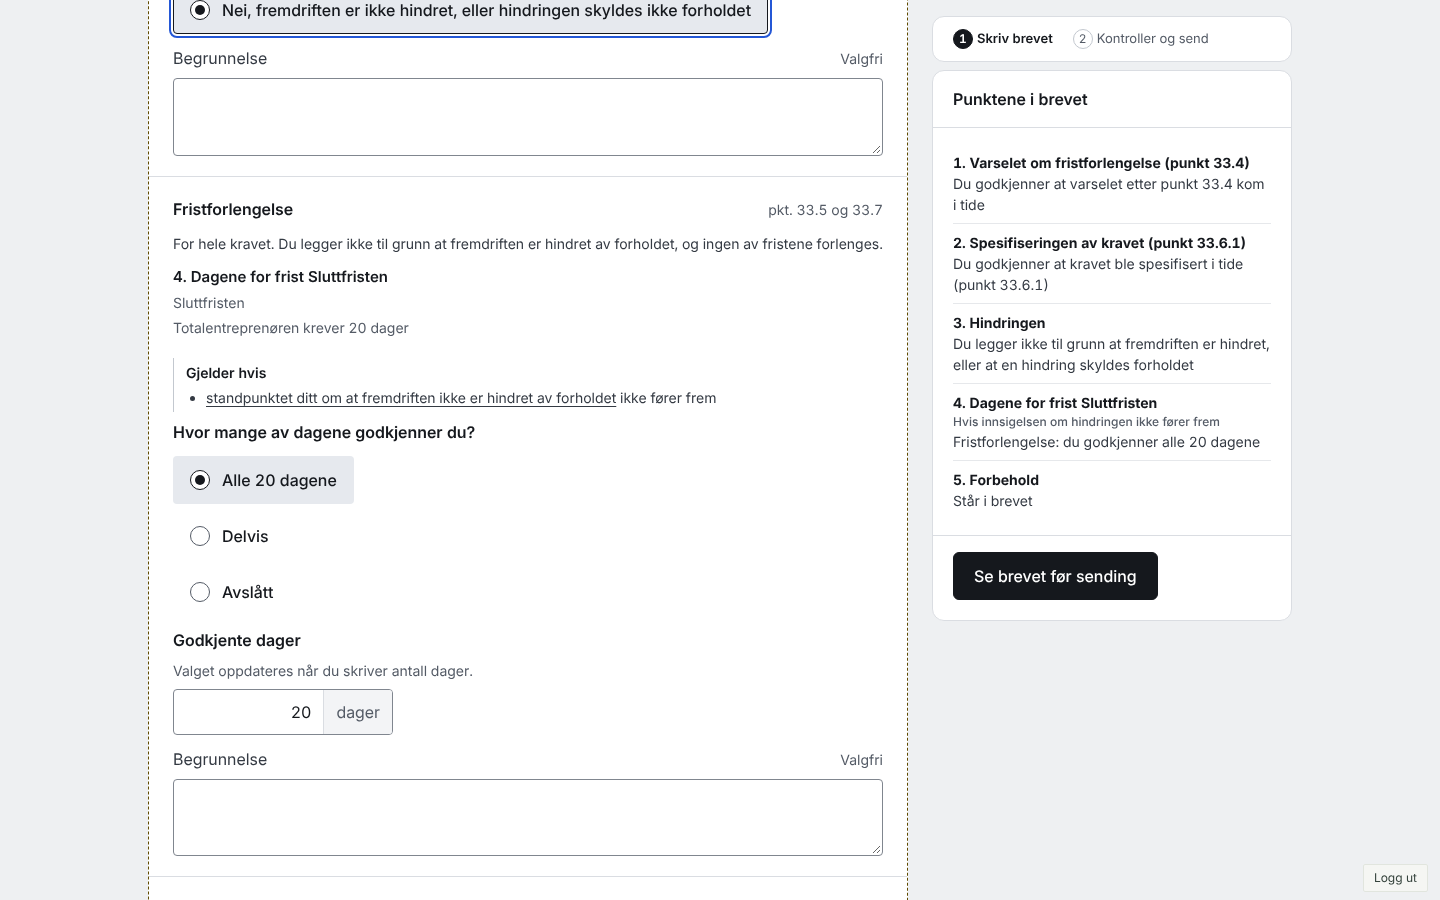 Nei, fremdriften er ikke hindret, eller hindringen skyldes ikke forholdet
Begrunnelse
Valgfri
Fristforlengelse
pkt. 33.5 og 33.7
For hele kravet. Du legger ikke til grunn at fremdriften er hindret av forholdet, og ingen av fristene forlenges.
4. Dagene for frist Sluttfristen
Sluttfristen
Totalentreprenøren krever 20 dager
Gjelder hvis
• standpunktet ditt om at fremdriften ikke er hindret av forholdet ikke fører frem
Hvor mange av dagene godkjenner du?
Alle 20 dagene
Delvis
Avslått
Godkjente dager
Valget oppdateres når du skriver antall dager.
20 dager
Begrunnelse
Valgfri
1 Skriv brevet
2 Kontroller og send
Punktene i brevet
1. Varselet om fristforlengelse (punkt 33.4)
Du godkjenner at varselet etter punkt 33.4 kom
i tide
2. Spesifiseringen av kravet (punkt 33.6.1)
Du godkjenner at kravet ble spesifisert i tide
(punkt 33.6.1)
3. Hindringen
Du legger ikke til grunn at fremdriften er hindret,
eller at en hindring skyldes forholdet
4. Dagene for frist Sluttfristen
Hvis innsigelsen om hindringen ikke fører frem
Fristforlengelse: du godkjenner alle 20 dagene
5. Forbehold
Står i brevet
Se brevet før sending
Logg ut